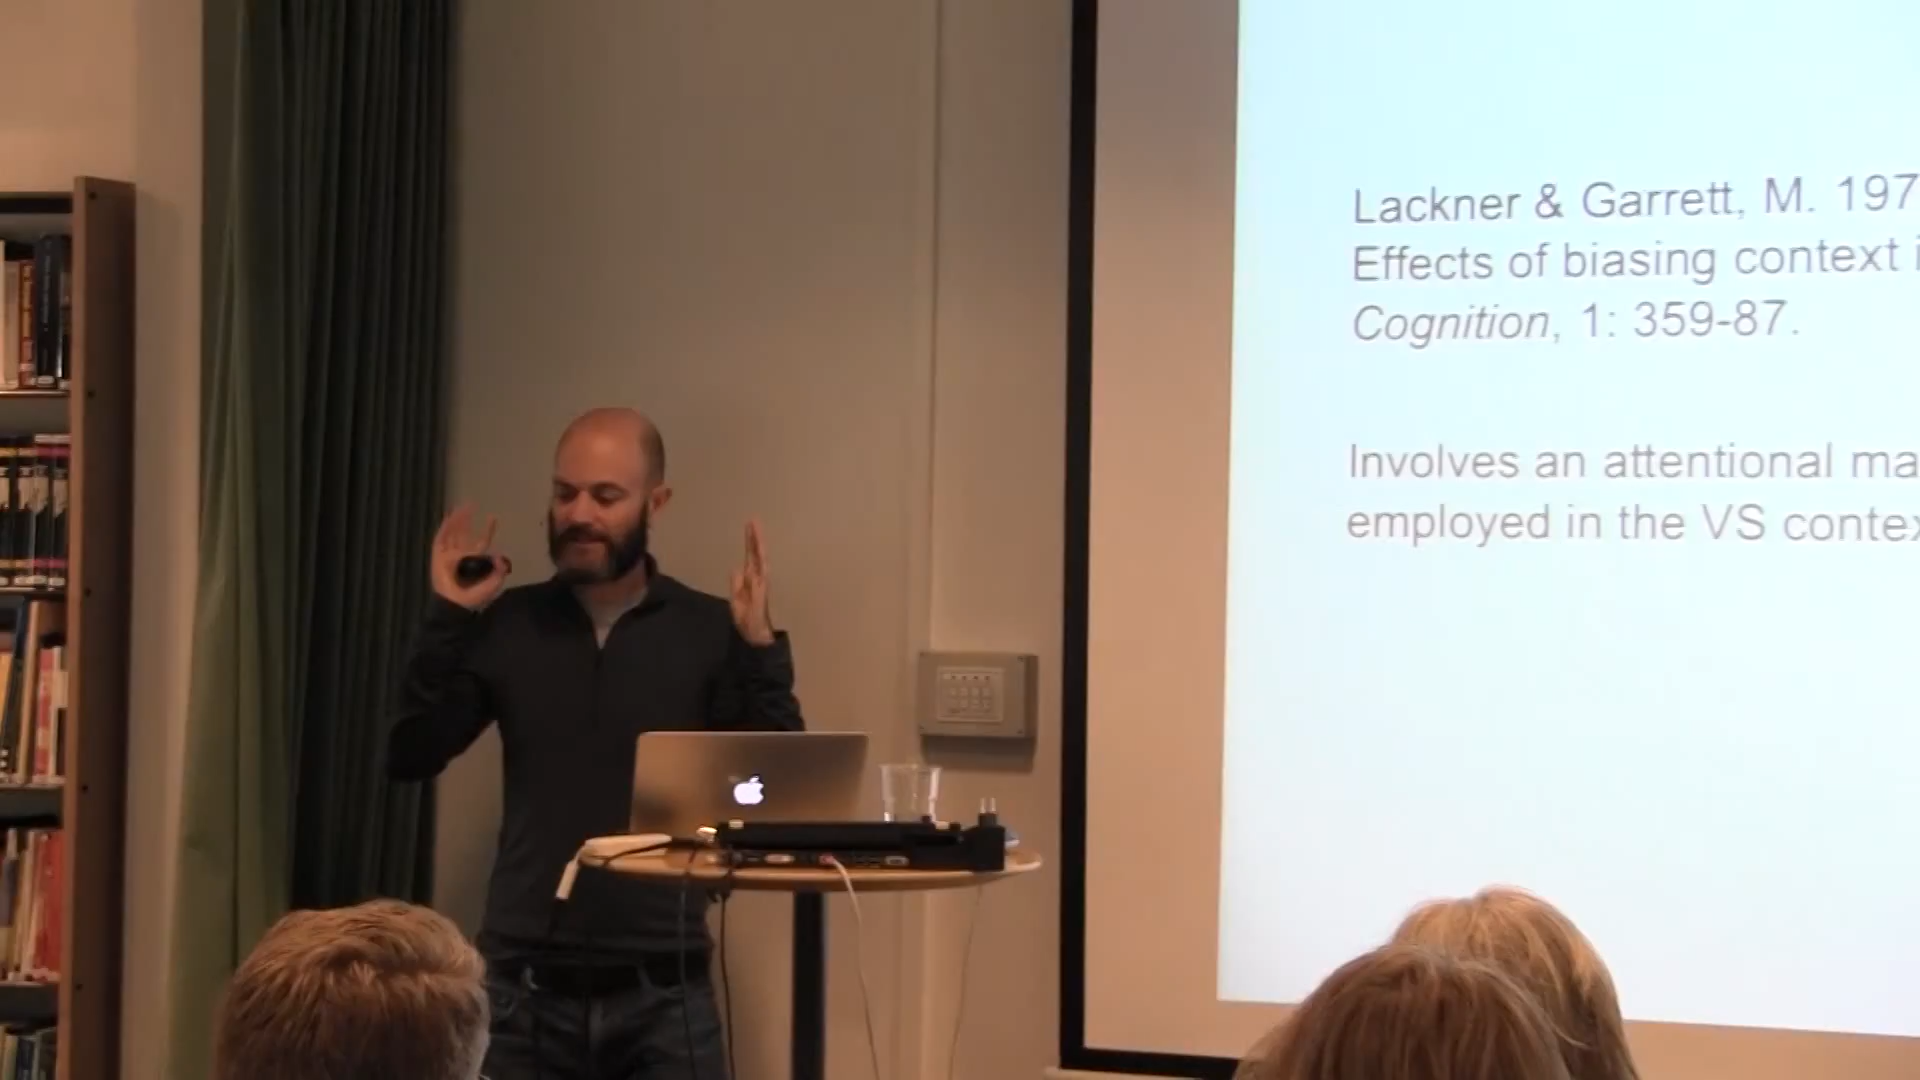 Lackner & Garrett, M. 197
Effects of biasing context i
Cognition, 1: 359-87.
Involves an attentional ma
employed in the VS contex